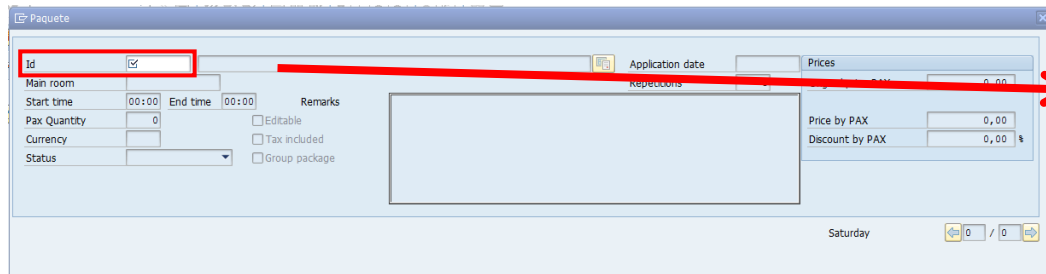 Paquete
Id Application date Prices
Main room Repetitions 0,00
Start time 00:00 End time 00:00 Remarks
Pax Quantity 0 Editable Price by PAX 0,00
Currency Tax included Discount by PAX 0,00 %
Status Group package
Saturday 0 / 0